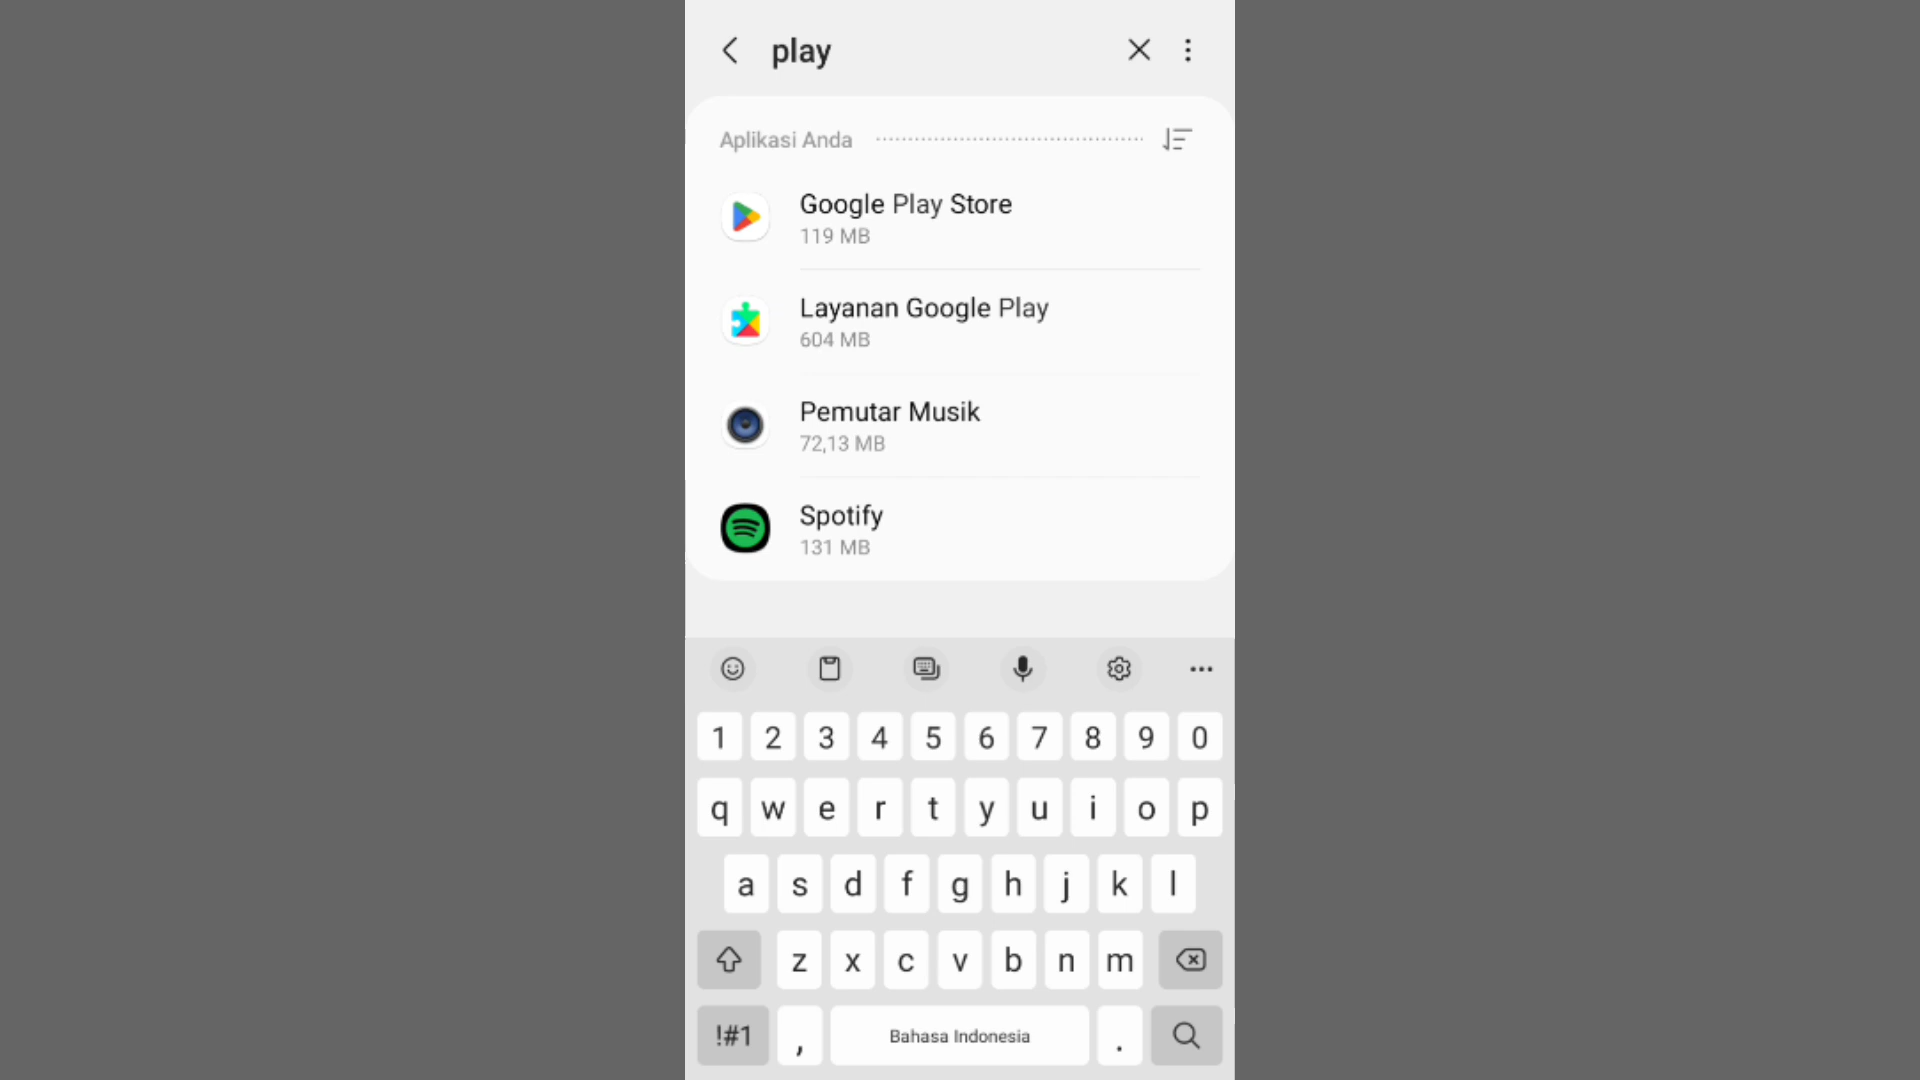 play
Aplikasi Anda
Google Play Store
119 MB
Layanan Google Play
604 MB
Pemutar Musik
72,13 MB
Spotify
131 MB
1 2 3 4 5 6 7 8 9 0
q w e r t y u i o p
a s d f g h j k l
z x c v b n m
!#1 , Bahasa Indonesia .